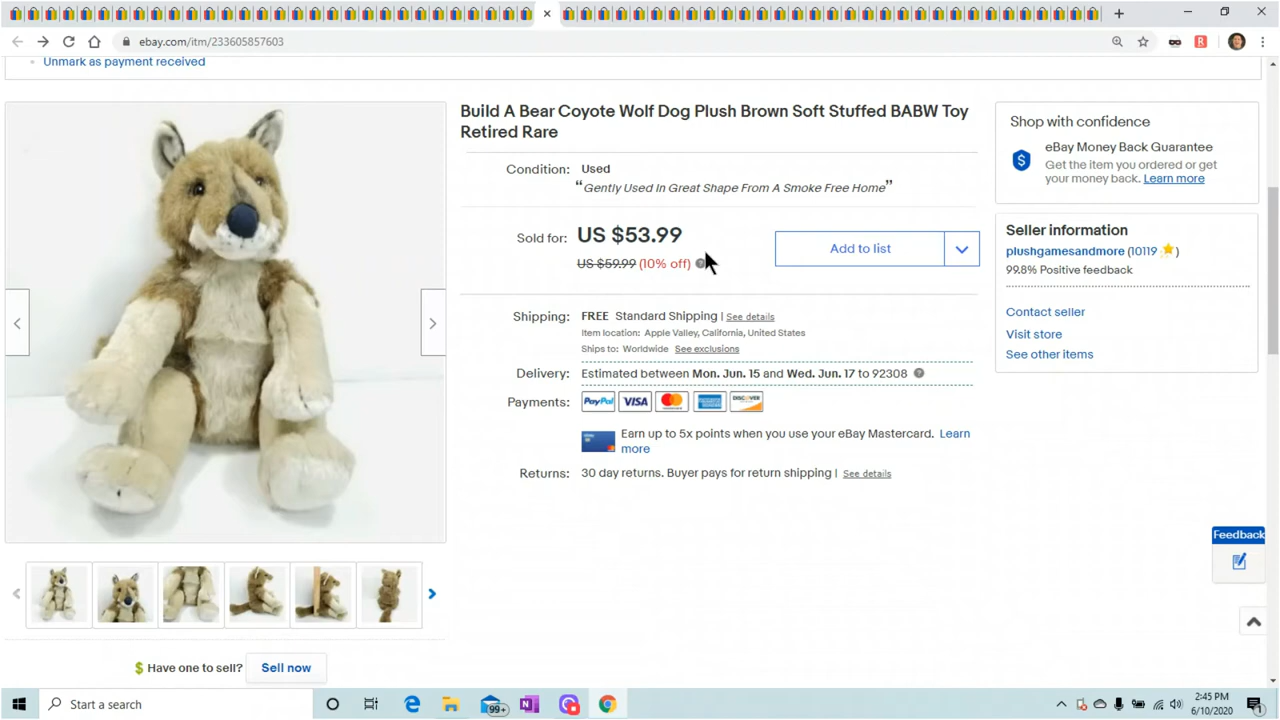 ebay.com/itm/233605857603
Unmark as payment received
Build A Bear Coyote Wolf Dog Plush Brown Soft Stuffed BABW Toy
Retired Rare
Condition: Used
“Gently Used In Great Shape From A Smoke Free Home”
Sold for: US $53.99
US $59.99 (10% off)
Add to list
Shipping: FREE Standard Shipping | See details
Item location: Apple Valley, California, United States
Ships to: Worldwide See exclusions
Delivery: Estimated between Mon. Jun. 15 and Wed. Jun. 17 to 92308
Payments: PayPal VISA MasterCard DISCOVER
Earn up to 5x points when you use your eBay Mastercard. Learn
more
Returns: 30 day returns. Buyer pays for return shipping | See details
Shop with confidence
eBay Money Back Guarantee
Get the item you ordered or get
your money back. Learn more
Seller information
plushgamesandmore (10119 )
99.8% Positive feedback
Contact seller
Visit store
See other items
Feedback
Have one to sell? Sell now
Start a search
99+
2:45 PM
6/10/2020
1